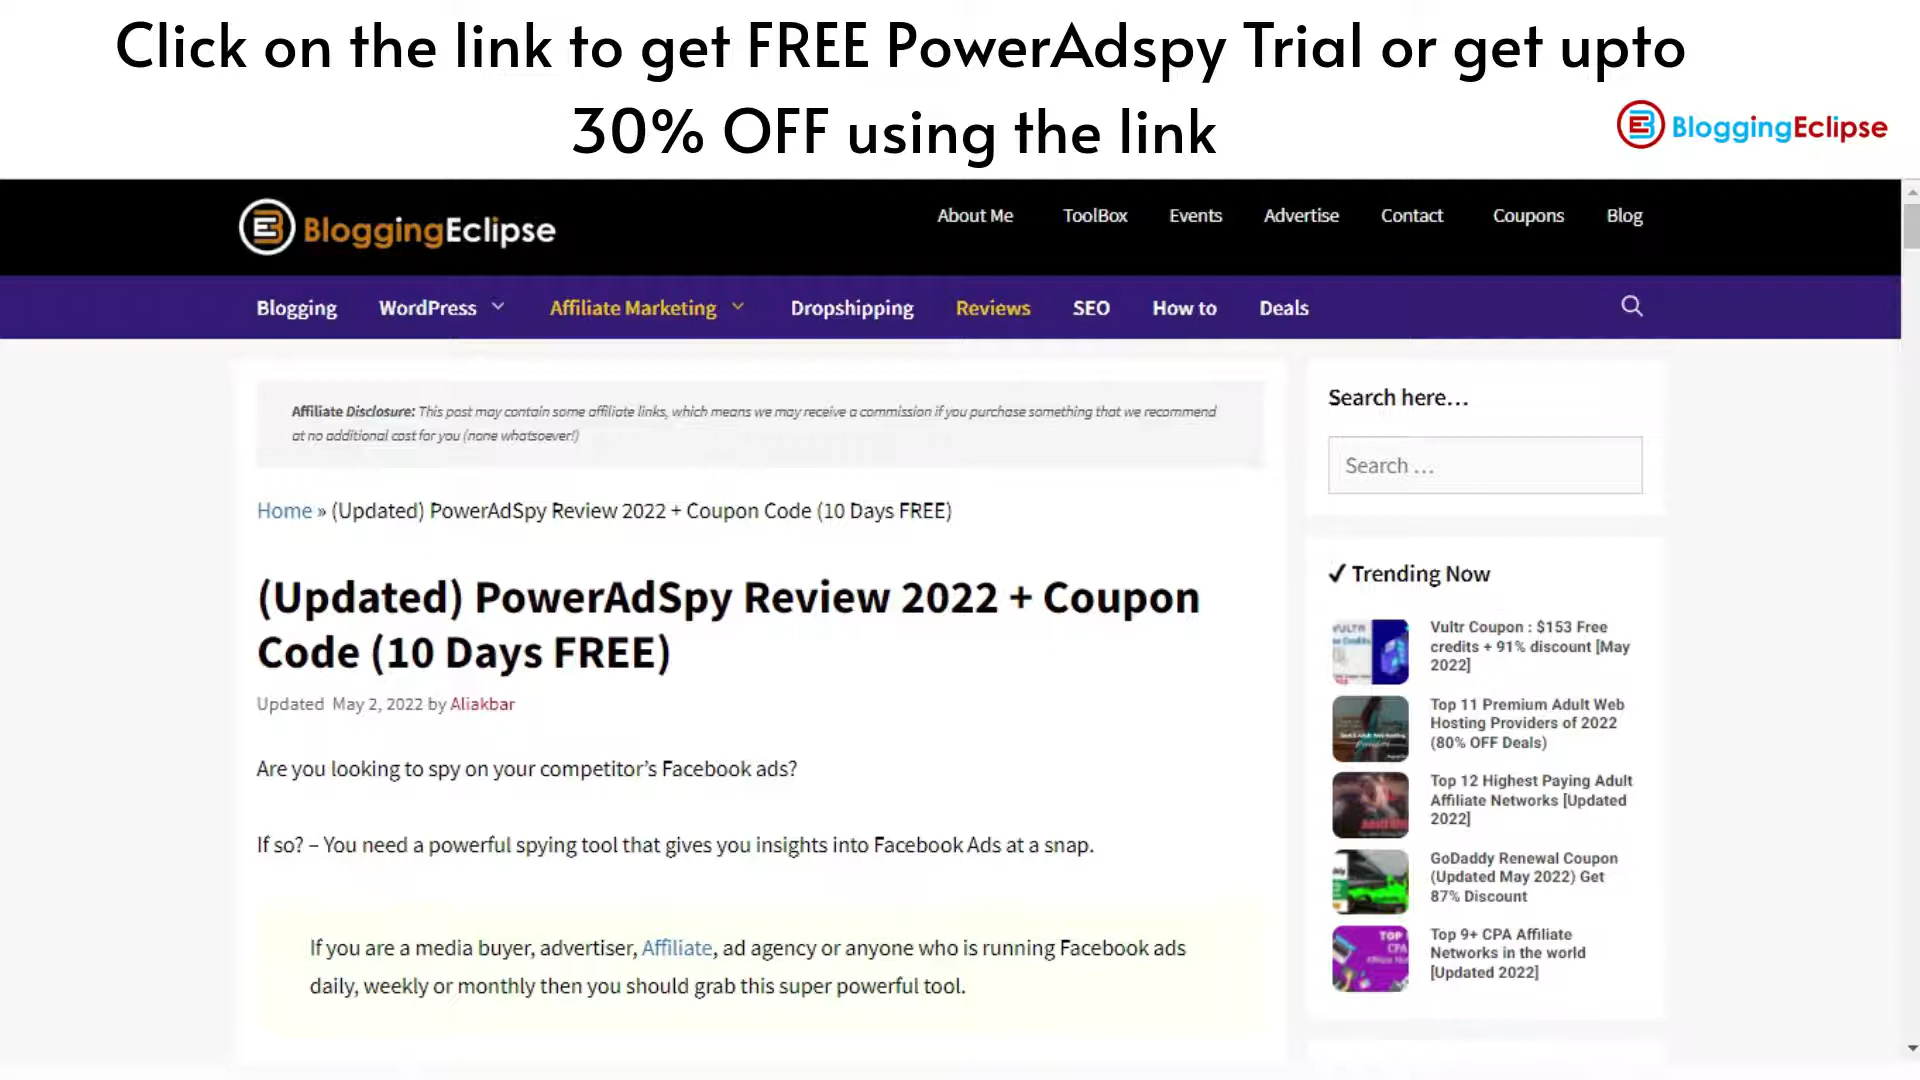 Click on the link to get FREE PowerAdspy Trial or get upto
30% OFF using the link
BloggingEclipse
BloggingEclipse
About Me ToolBox Events Advertise Contact Coupons Blog
Blogging WordPress Affiliate Marketing Dropshipping Reviews SEO How to Deals
Affiliate Disclosure: This post may contain some affiliate links, which means we may receive a commission if you purchase something that we recommend
at no additional cost for you (none whatsoever!)
Home » (Updated) PowerAdSpy Review 2022 + Coupon Code (10 Days FREE)
(Updated) PowerAdSpy Review 2022 + Coupon
Code (10 Days FREE)
Updated May 2, 2022 by Aliakbar
Are you looking to spy on your competitor’s Facebook ads?
If so? – You need a powerful spying tool that gives you insights into Facebook Ads at a snap.
If you are a media buyer, advertiser, Affiliate, ad agency or anyone who is running Facebook ads
daily, weekly or monthly then you should grab this super powerful tool.
Search here…
Search …
✓ Trending Now
Vultr Coupon : $153 Free
credits + 91% discount [May
2022]
Top 11 Premium Adult Web
Hosting Providers of 2022
(80% OFF Deals)
Top 12 Highest Paying Adult
Affiliate Networks [Updated
2022]
GoDaddy Renewal Coupon
(Updated May 2022) Get
87% Discount
TOP
CPA
Top 9+ CPA Affiliate
Networks in the world
[Updated 2022]